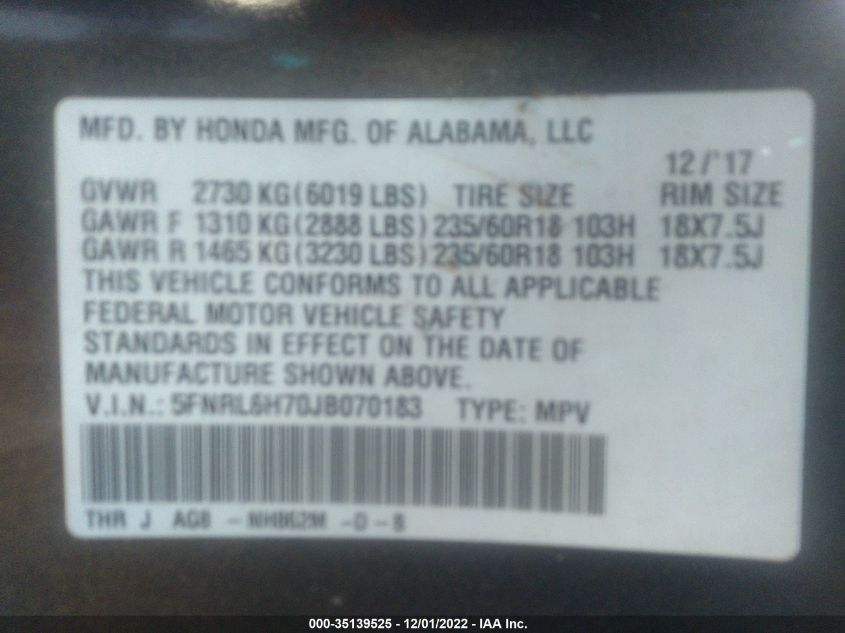 MFD. BY HONDA MFG. OF ALABAMA, LLC
12/'17
GVWR 2730 KG(6019 LBS) TIRE SIZE RIM SIZE
GAWR F 1310 KG(2888 LBS) 235/60R18 103H 18X7.5J
GAWR R 1465 KG(3230 LBS) 235/60R18 103H 18X7.5J
THIS VEHICLE CONFORMS TO ALL APPLICABLE
FEDERAL MOTOR VEHICLE SAFETY
STANDARDS IN EFFECT ON THE DATE OF
MANUFACTURE SHOWN ABOVE.
V.I.N.: 5FNRL6H70JB070183 TYPE: MPV
THR J AG8 -NH862M -D-8
000-35139525 - 12/01/2022 - IAA Inc.